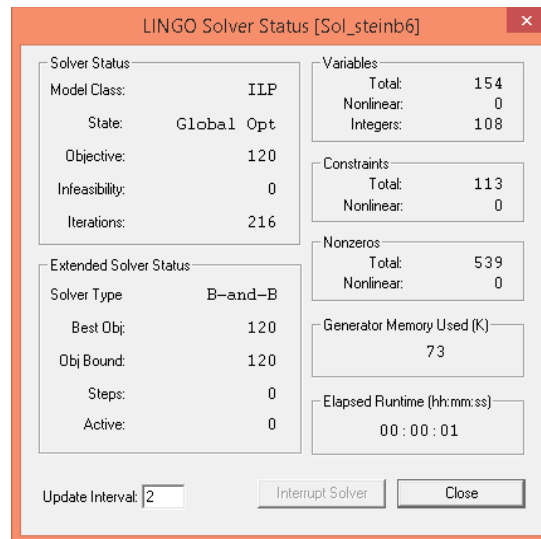 LINGO Solver Status [Sol_steinb6]
Solver Status
Model Class: ILP
State: Global Opt
Objective: 120
Infeasibility: 0
Iterations: 216
Extended Solver Status
Solver Type B-and-B
Best Obj: 120
Obj Bound: 120
Steps: 0
Active: 0
Variables
Total: 154
Nonlinear: 0
Integers: 108
Constraints
Total: 113
Nonlinear: 0
Nonzeros
Total: 539
Nonlinear: 0
Generator Memory Used (K)
73
Elapsed Runtime (hh:mm:ss)
00:00:01
Update Interval: 2
Interrupt Solver
Close